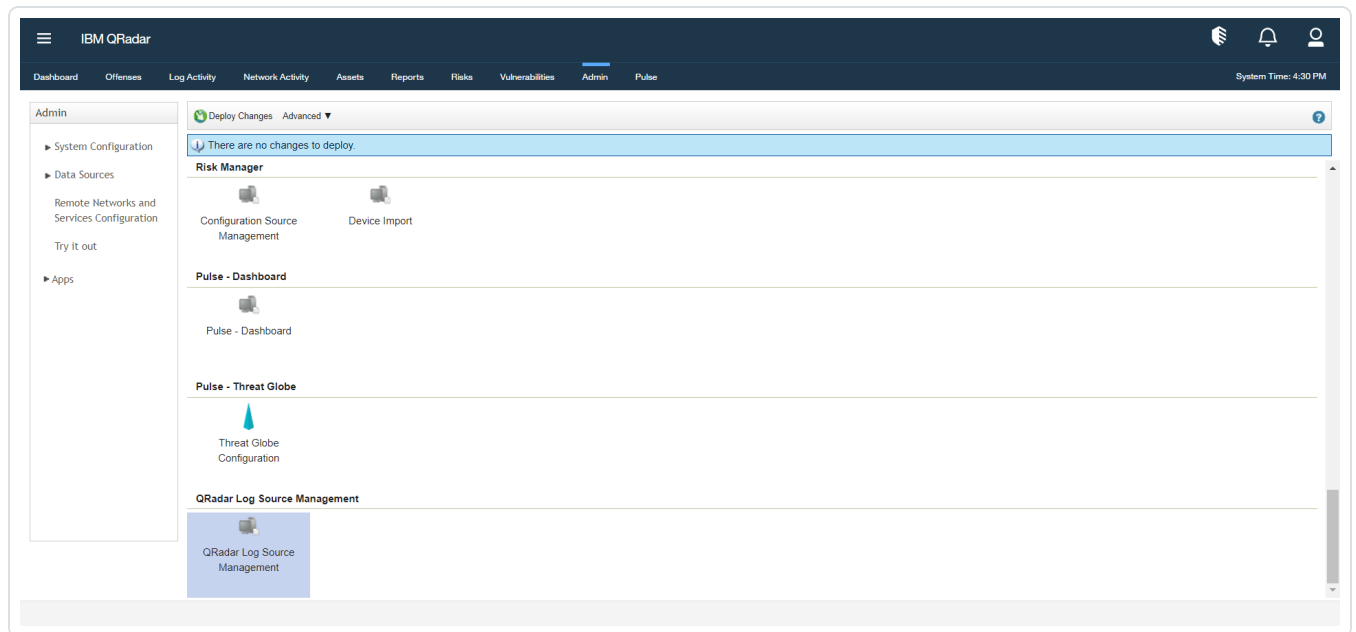 IBM QRadar
Dashboard Offenses Log Activity Network Activity Assets Reports Risks Vulnerabilities Admin Pulse System Time: 4:30 PM
Admin
System Configuration
Data Sources
Remote Networks and
Services Configuration
Try it out
Apps
Deploy Changes Advanced ▼
There are no changes to deploy.
Risk Manager
Configuration Source
Management
Device Import
Pulse - Dashboard
Pulse - Dashboard
Pulse - Threat Globe
Threat Globe
Configuration
QRadar Log Source Management
QRadar Log Source
Management